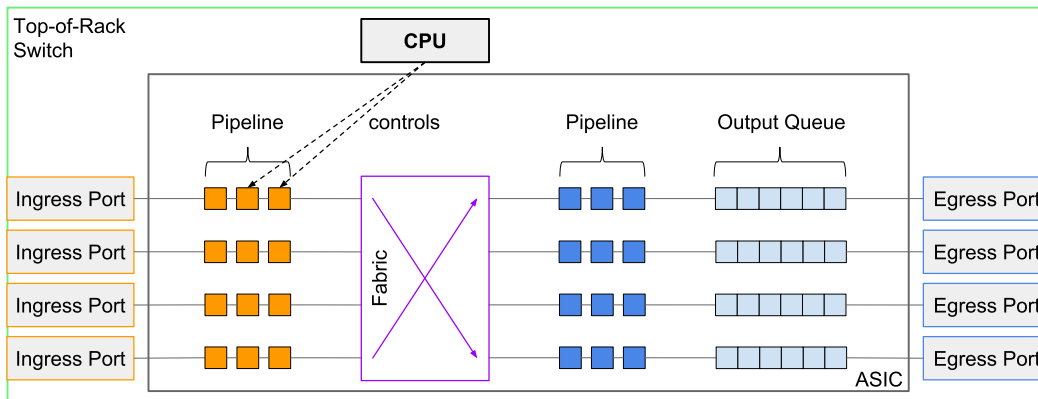 Top-of-Rack
Switch
CPU
Pipeline
controls
Pipeline
Output Queue
Ingress Port
Egress Port
Ingress Port
Egress Port
Fabric
Ingress Port
Egress Port
Ingress Port
Egress Port
ASIC